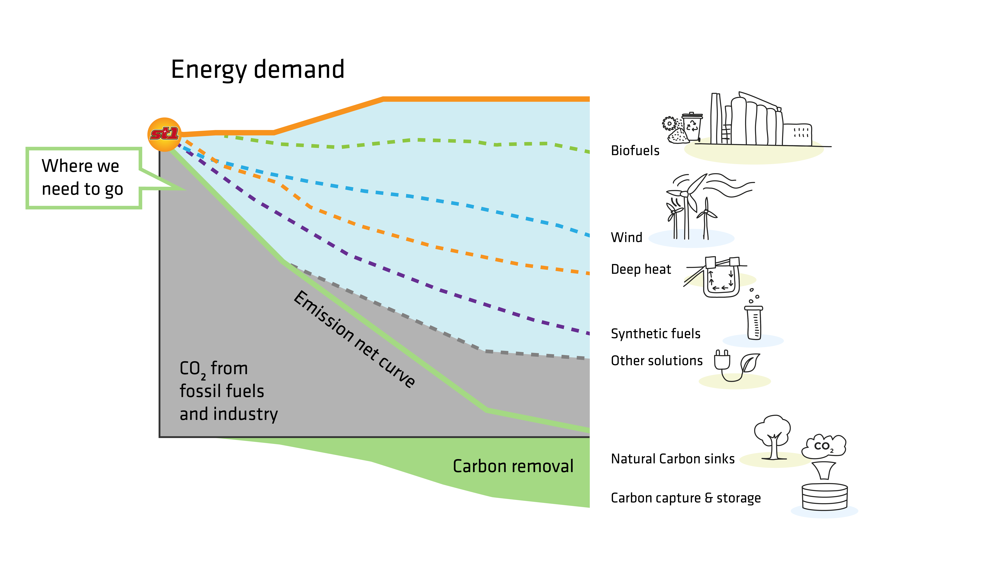 Energy demand
st1
Where we
need to go
Emission net curve
CO₂ from
fossil fuels
and industry
Carbon removal
Biofuels
Wind
Deep heat
Synthetic fuels
Other solutions
Natural Carbon sinks
CO₂
Carbon capture & storage